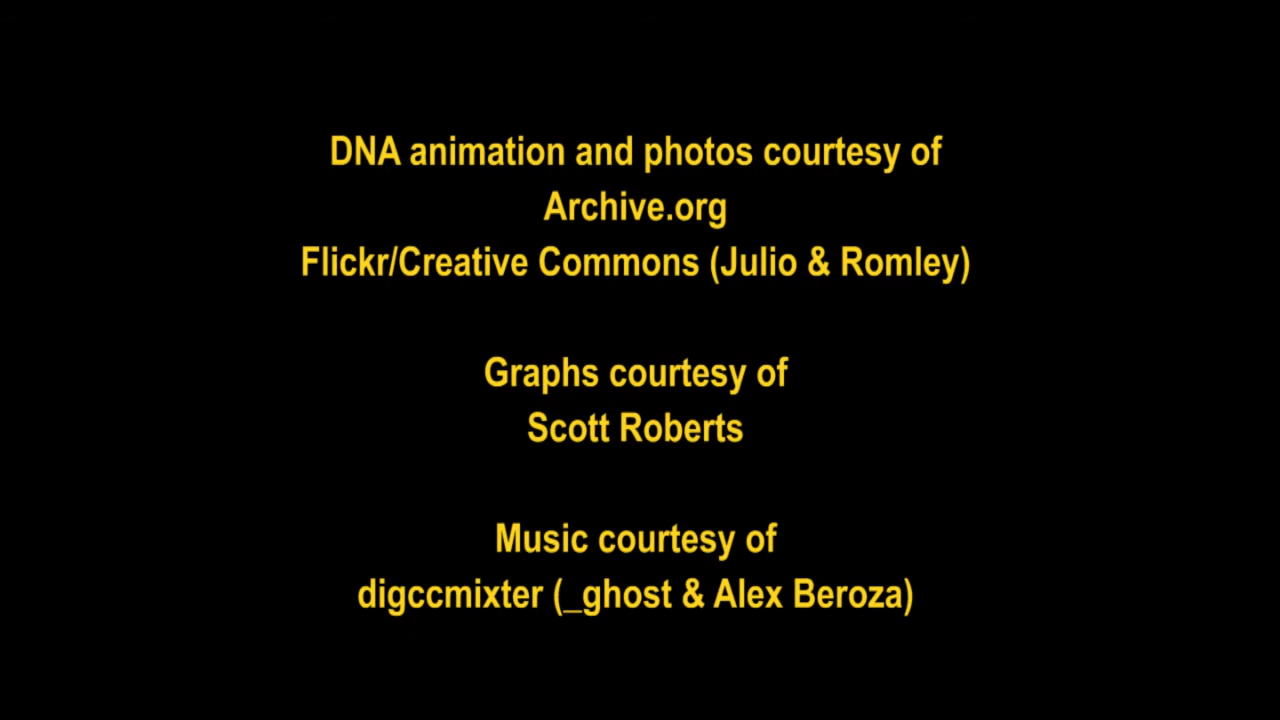 DNA animation and photos courtesy of
Archive.org
Flickr/Creative Commons (Julio & Romley)
Graphs courtesy of
Scott Roberts
Music courtesy of
digccmixter (_ghost & Alex Beroza)